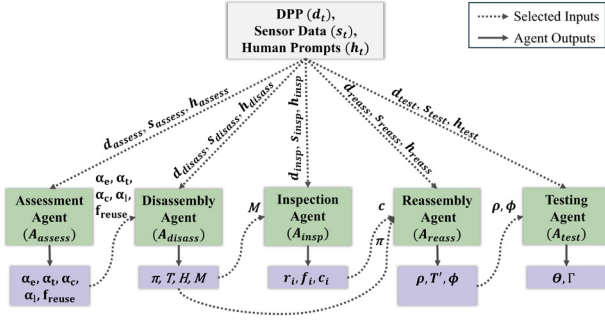 DPP (d_t),
Sensor Data (s_t),
Human Prompts (h_t)
Selected Inputs
Agent Outputs
d_assess, s_assess, h_assess
d_disass, s_disass, h_disass
d_insp, s_insp, h_insp
d_reass, s_reass, h_reass
d_test, s_test, h_test
α_e, α_t,
α_c, α_l,
f_reuse
M
c
π
ρ, ϕ
Assessment
Agent
(A_assess)
Disassembly
Agent
(A_disass)
Inspection
Agent
(A_insp)
Reassembly
Agent
(A_reass)
Testing
Agent
(A_test)
α_e, α_t, α_c,
α_l, f_reuse
π, T, H, M
r_i, f_i, c_i
ρ, T′, ϕ
Θ, Γ